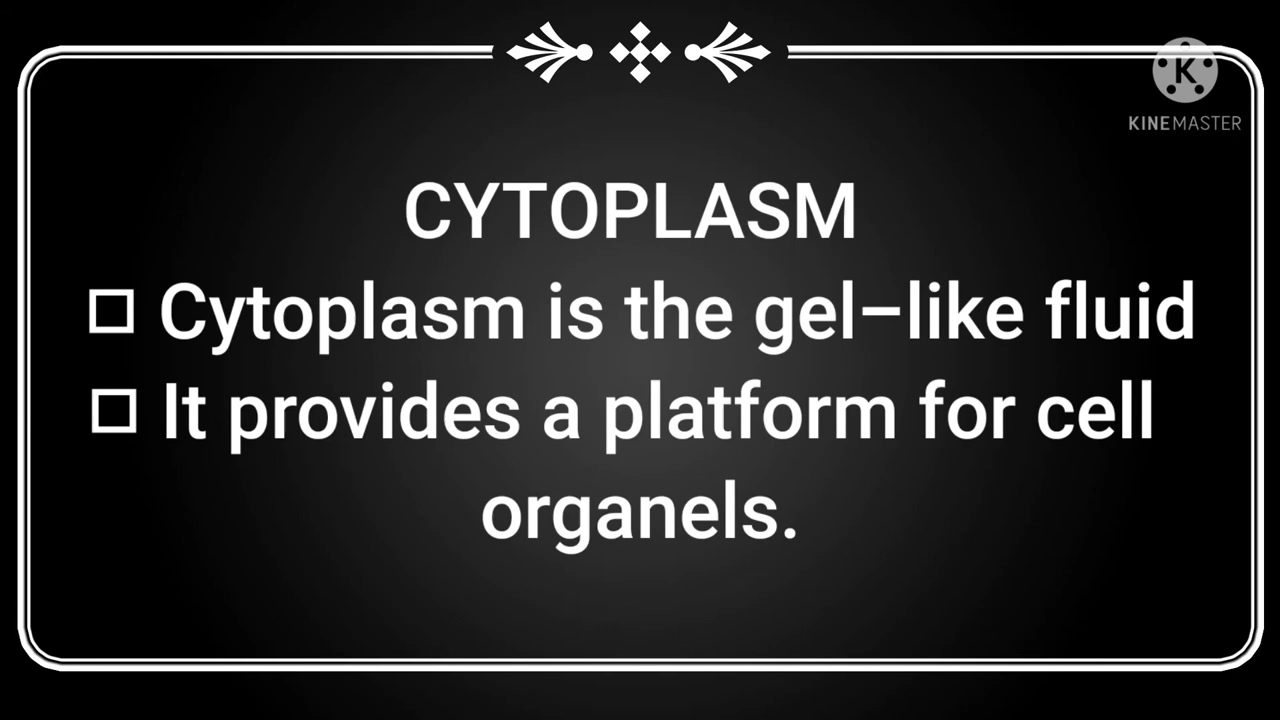 K
KINEMASTER
CYTOPLASM
□ Cytoplasm is the gel-like fluid
□ It provides a platform for cell
organels.